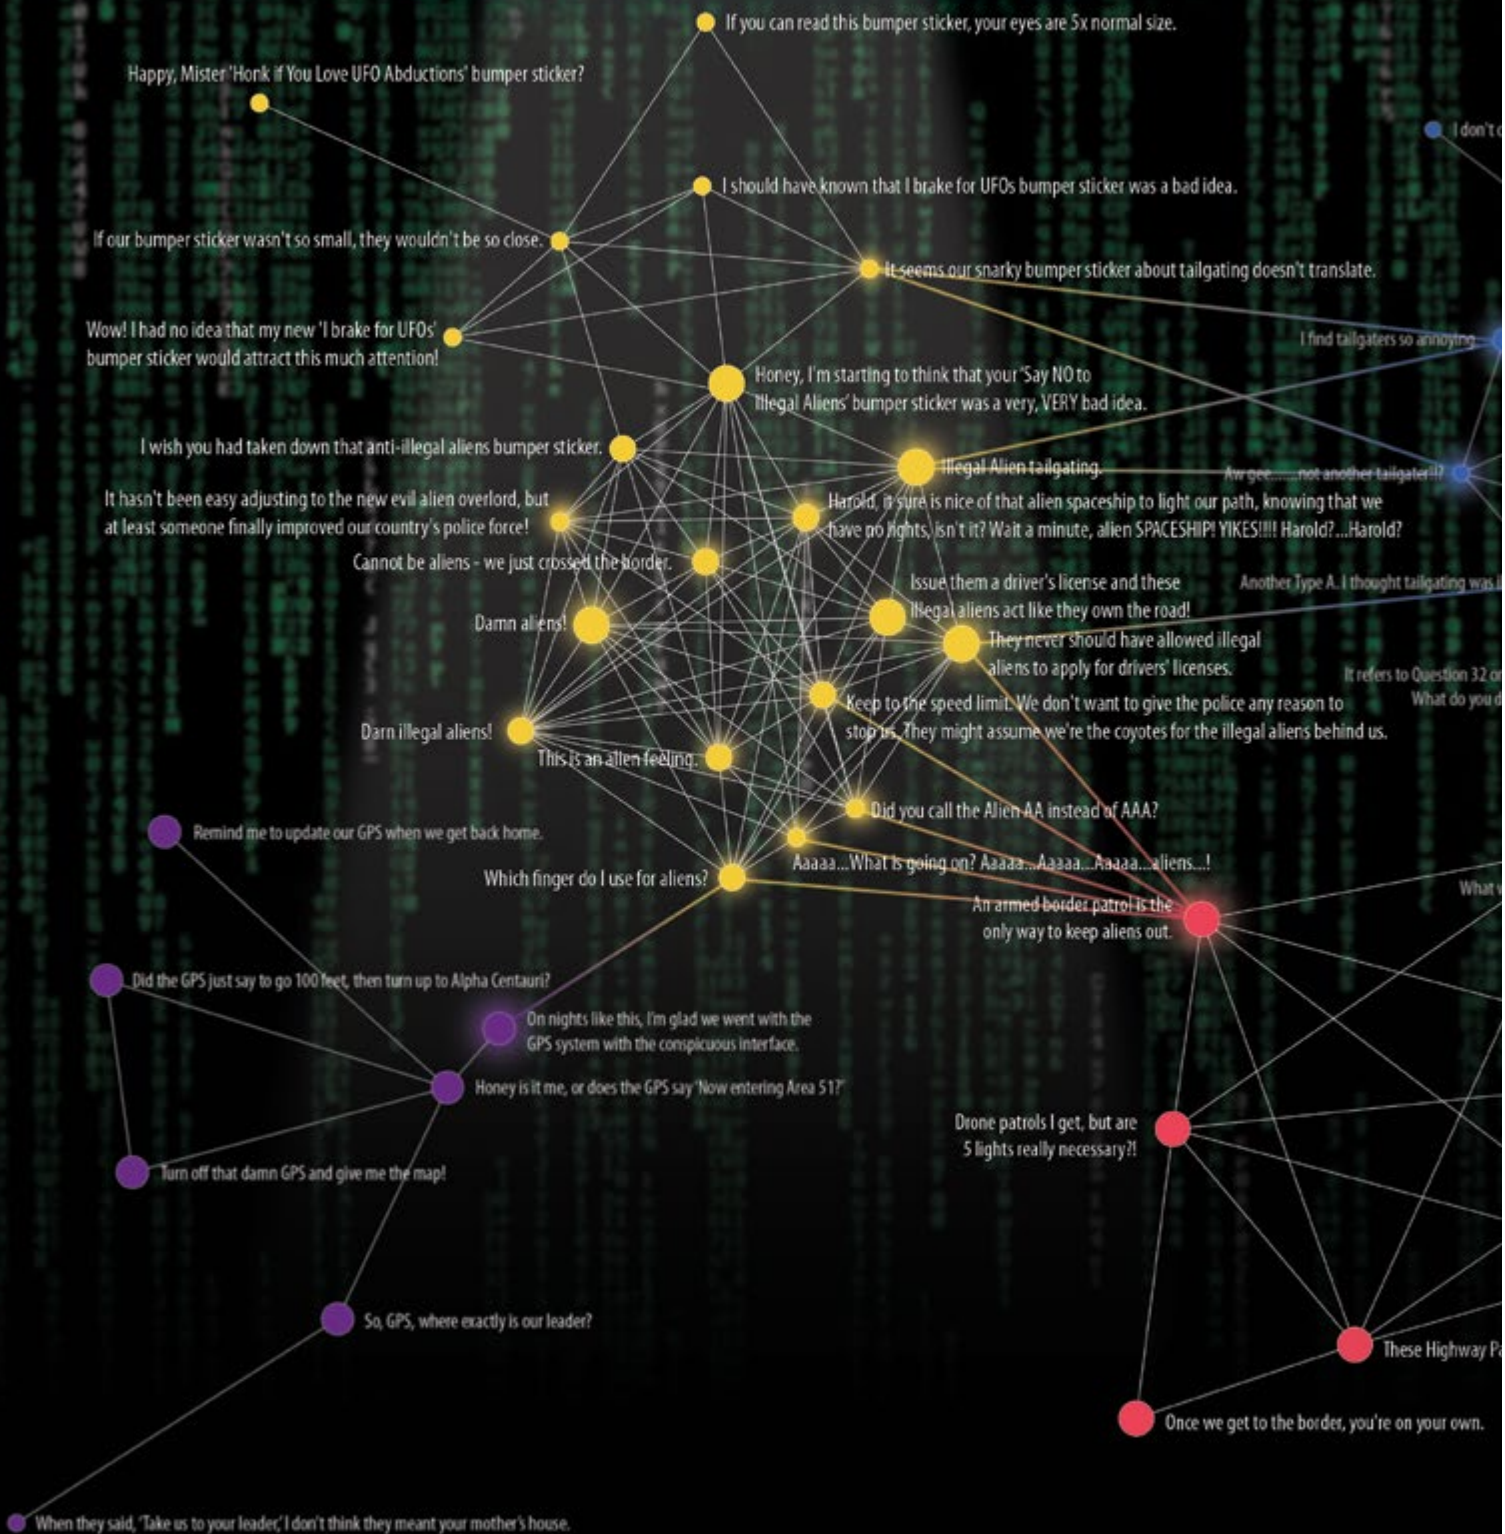 If you can read this bumper sticker, your eyes are 5x normal size.
Happy, Mister 'Honk if You Love UFO Abductions' bumper sticker?
I don't
I should have known that I brake for UFOs bumper sticker was a bad idea.
If our bumper sticker wasn't so small, they wouldn't be so close.
It seems our snarky bumper sticker about tailgating doesn't translate.
Wow! I had no idea that my new 'I brake for UFOs'
bumper sticker would attract this much attention!
I find tailgaters so annoying
Honey, I'm starting to think that your 'Say NO to
Illegal Aliens' bumper sticker was a very, VERY bad idea.
I wish you had taken down that anti-illegal aliens bumper sticker.
Illegal Alien tailgating.
Aw gee.......not another tailgater!!?
It hasn't been easy adjusting to the new evil alien overlord, but
at least someone finally improved our country's police force!
Harold, it sure is nice of that alien spaceship to light our path, knowing that we
have no lights, isn't it? Wait a minute, alien SPACESHIP! YIKES!!!! Harold?...Harold?
Cannot be aliens - we just crossed the border.
Issue them a driver's license and these
illegal aliens act like they own the road!
Another Type A. I thought tailgating was
Damn aliens!
They never should have allowed illegal
aliens to apply for drivers' licenses.
It refers to Question 32
What do you
Keep to the speed limit. We don't want to give the police any reason to
stop us. They might assume we're the coyotes for the illegal aliens behind us.
Darn illegal aliens!
This is an alien feeling.
Did you call the Alien AA instead of AAA?
Remind me to update our GPS when we get back home.
Aaaaa...What is going on? Aaaaa...Aaaaa...Aaaaa...aliens...!
Which finger do I use for aliens?
What
An armed border patrol is the
only way to keep aliens out.
Did the GPS just say to go 100 feet, then turn up to Alpha Centauri?
On nights like this, I'm glad we went with the
GPS system with the conspicuous interface.
Honey is it me, or does the GPS say 'Now entering Area 51?'
Drone patrols I get, but are
5 lights really necessary?!
Turn off that damn GPS and give me the map!
So, GPS, where exactly is our leader?
These Highway
Once we get to the border, you're on your own.
When they said, 'Take us to your leader,' I don't think they meant your mother's house.